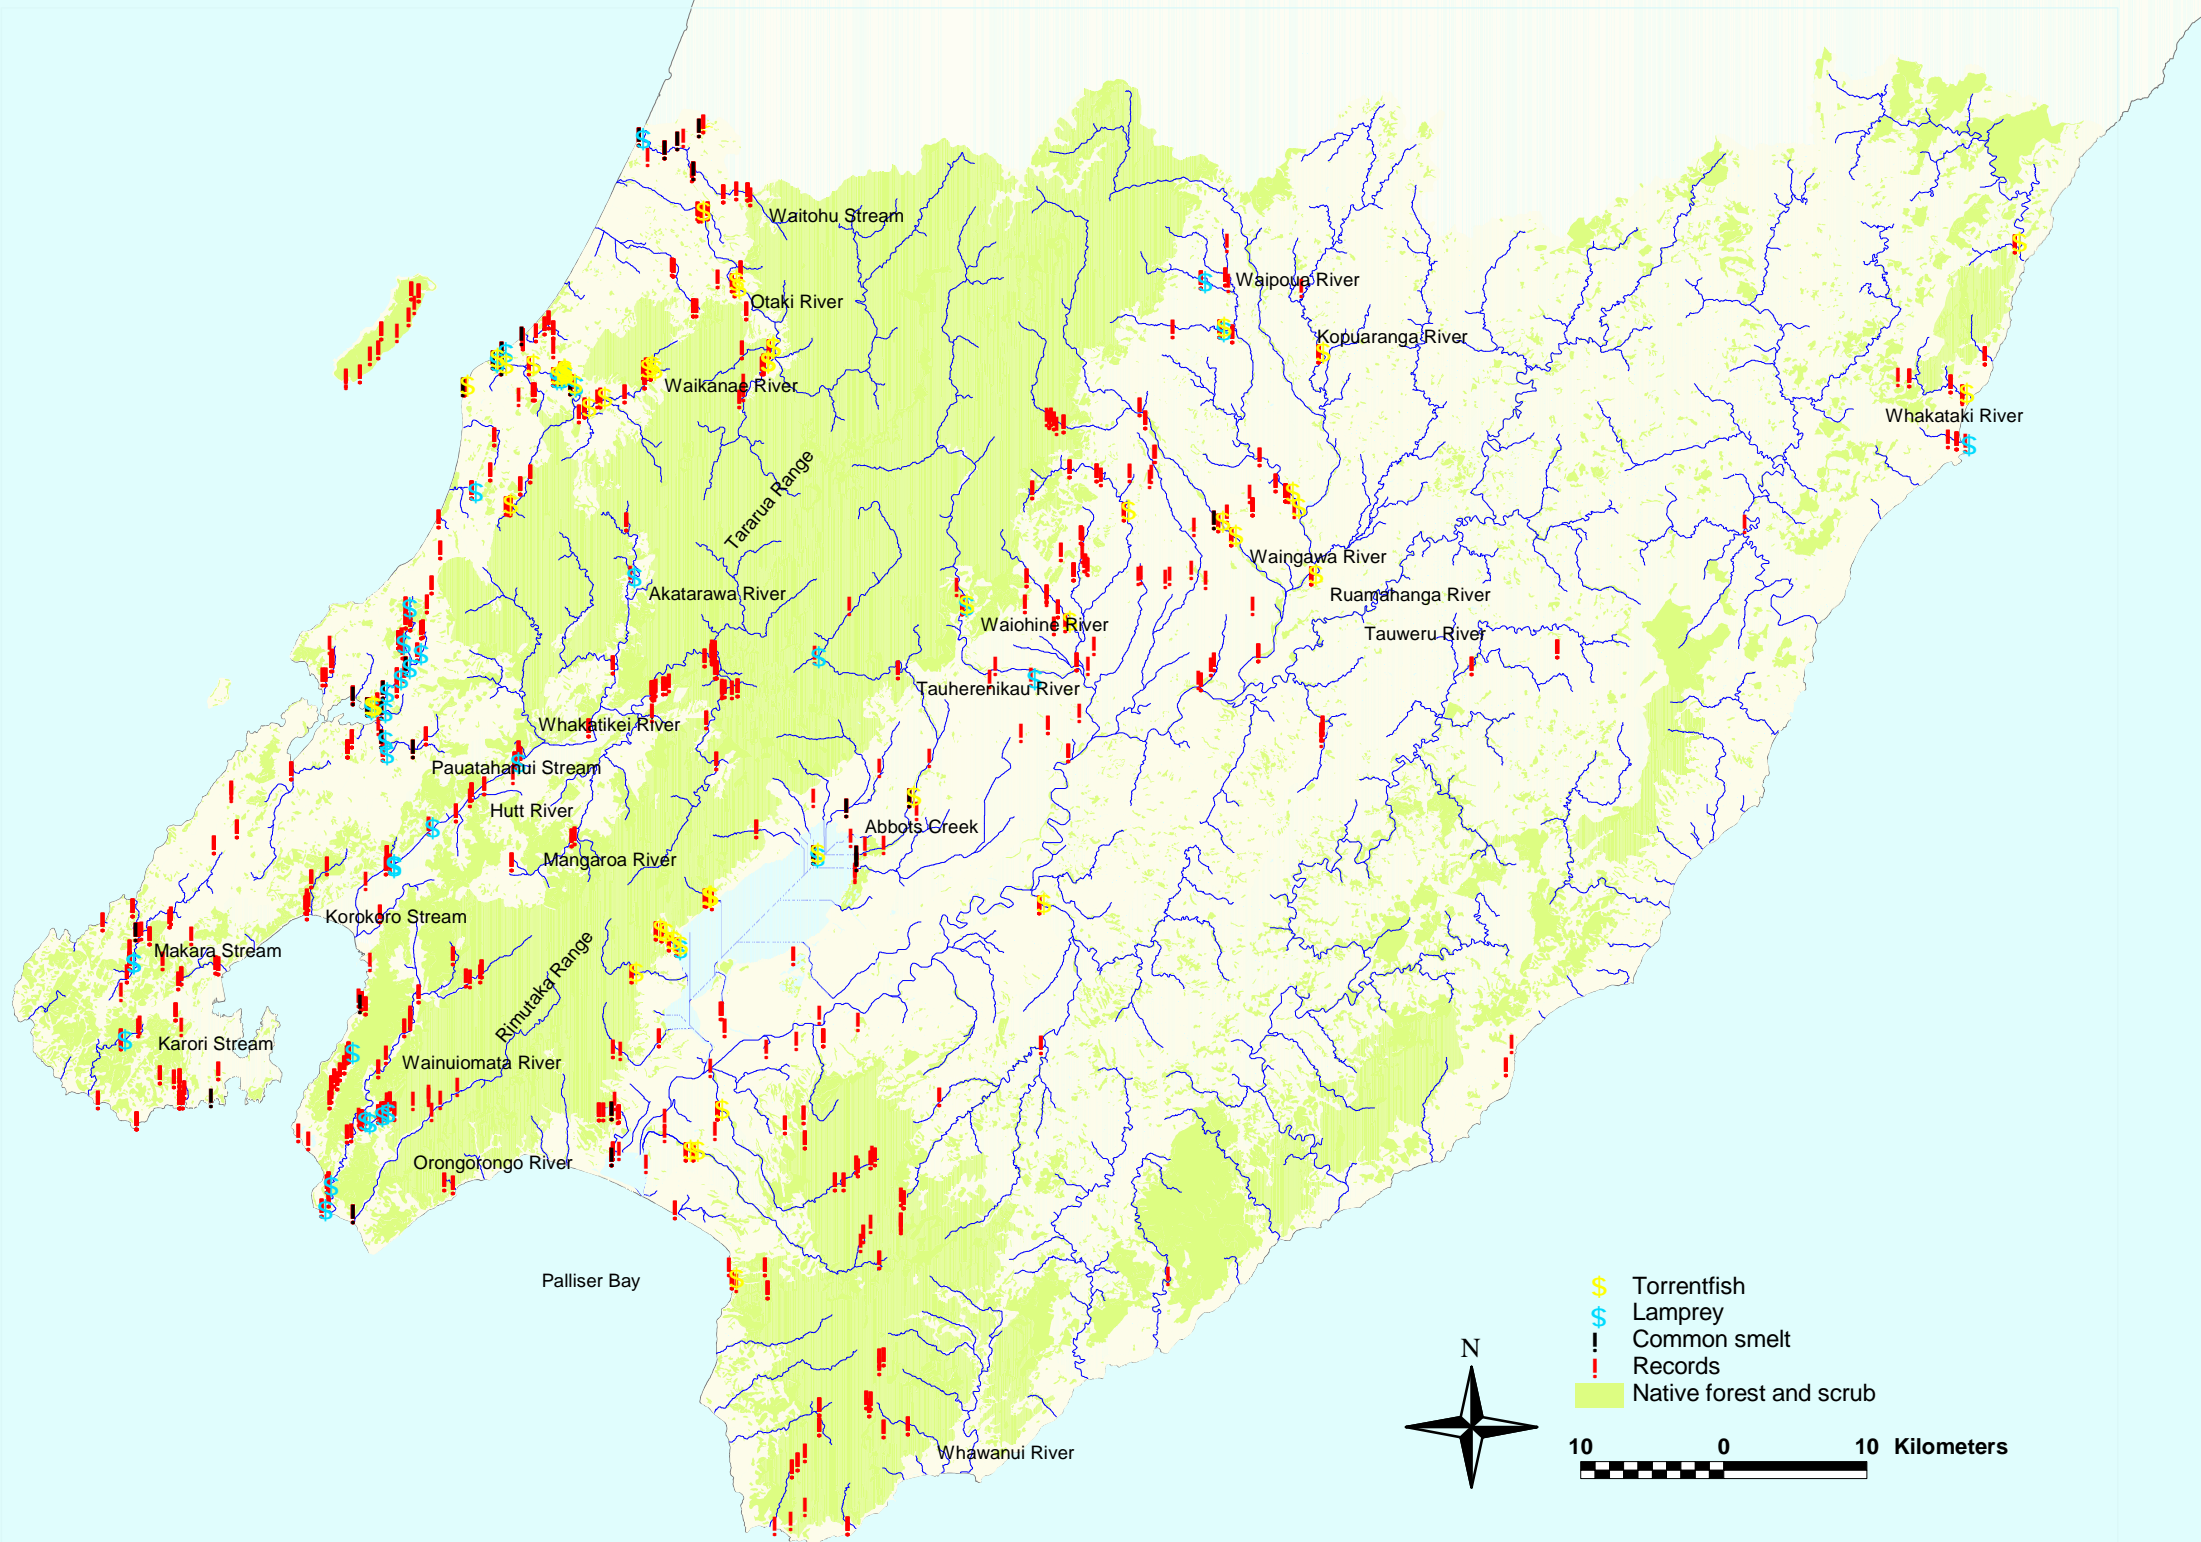 Waitohu Stream
Waipoua River
Otaki River
Kopuaranga River
Waikanae River
Whakataki River
Tararua Range
Waingawa River
Akatarawa River
Ruamahanga River
Waiohine River
Tauweru River
Tauherenikau River
Whakatikei River
Pauatahanui Stream
Hutt River
Abbots Creek
Mangaroa River
Korokoro Stream
Makara Stream
Rimutaka Range
Karori Stream
Wainuiomata River
Orongorongo River
Palliser Bay
Whawanui River
$ Torrentfish
$ Lamprey
! Common smelt
! Records
Native forest and scrub
N
10 0 10 Kilometers